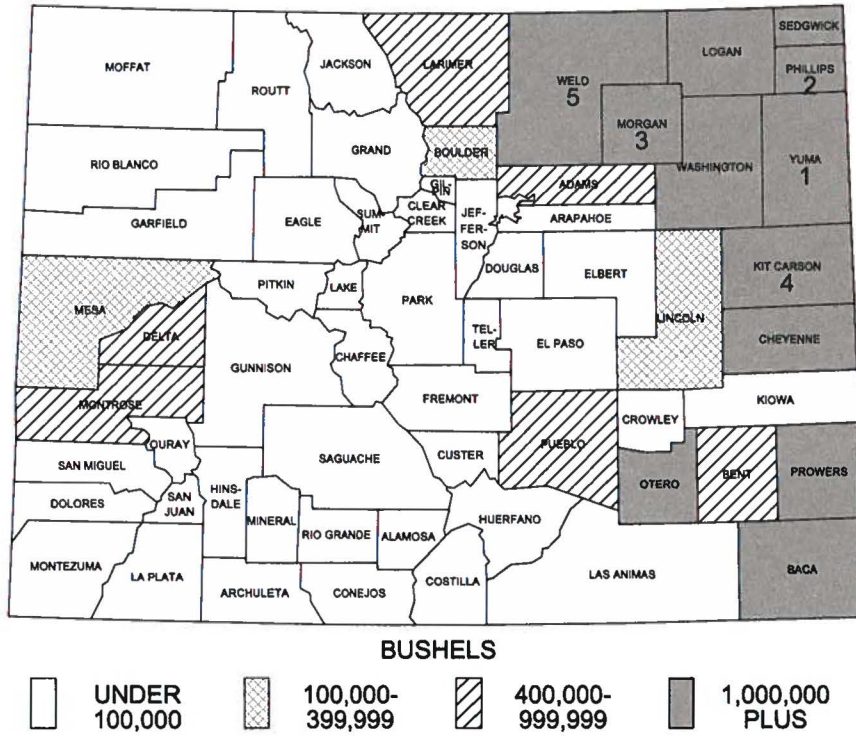 SEDGWICK
JACKSON
LOGAN
MOFFAT
LARIMER
ROUTT
WELD
5
PHILLIPS
2
MORGAN
3
GRAND
BOULDER
RIO BLANCO
WASHINGTON
YUMA
1
GIL-
PIN
ADAMS
CLEAR
CREEK
GARFIELD
EAGLE
SUM-
MIT
JEF-
FER-
SON
ARAPAHOE
DOUGLAS
ELBERT
KIT CARSON
4
PITKIN
LAKE
PARK
MESA
LINCOLN
DELTA
TEL-
LER
EL PASO
CHEYENNE
CHAFFEE
GUNNISON
FREMONT
KIOWA
MONTROSE
CROWLEY
OURAY
PUEBLO
SAGUACHE
CUSTER
SAN MIGUEL
OTERO
BENT
PROWERS
HINS-
DALE
SAN
JUAN
DOLORES
MINERAL
HUERFANO
RIO GRANDE
ALAMOSA
MONTEZUMA
LA PLATA
COSTILLA
LAS ANIMAS
BACA
ARCHULETA
CONEJOS
BUSHELS
UNDER
100,000
100,000-
399,999
400,000-
999,999
1,000,000
PLUS